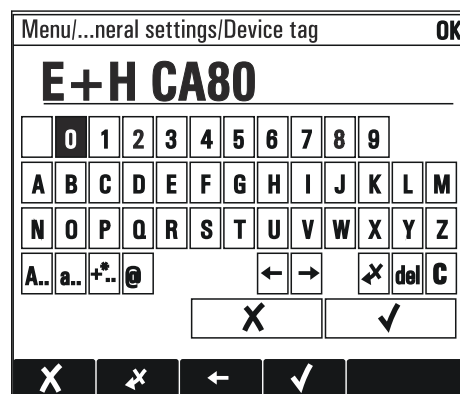 Menu/...neral settings/Device tag OK
E+H CA80
0 1 2 3 4 5 6 7 8 9
A B C D E F G H I J K L M
N O P Q R S T U V W X Y Z
A.. a.. +*.. @ ← → del C